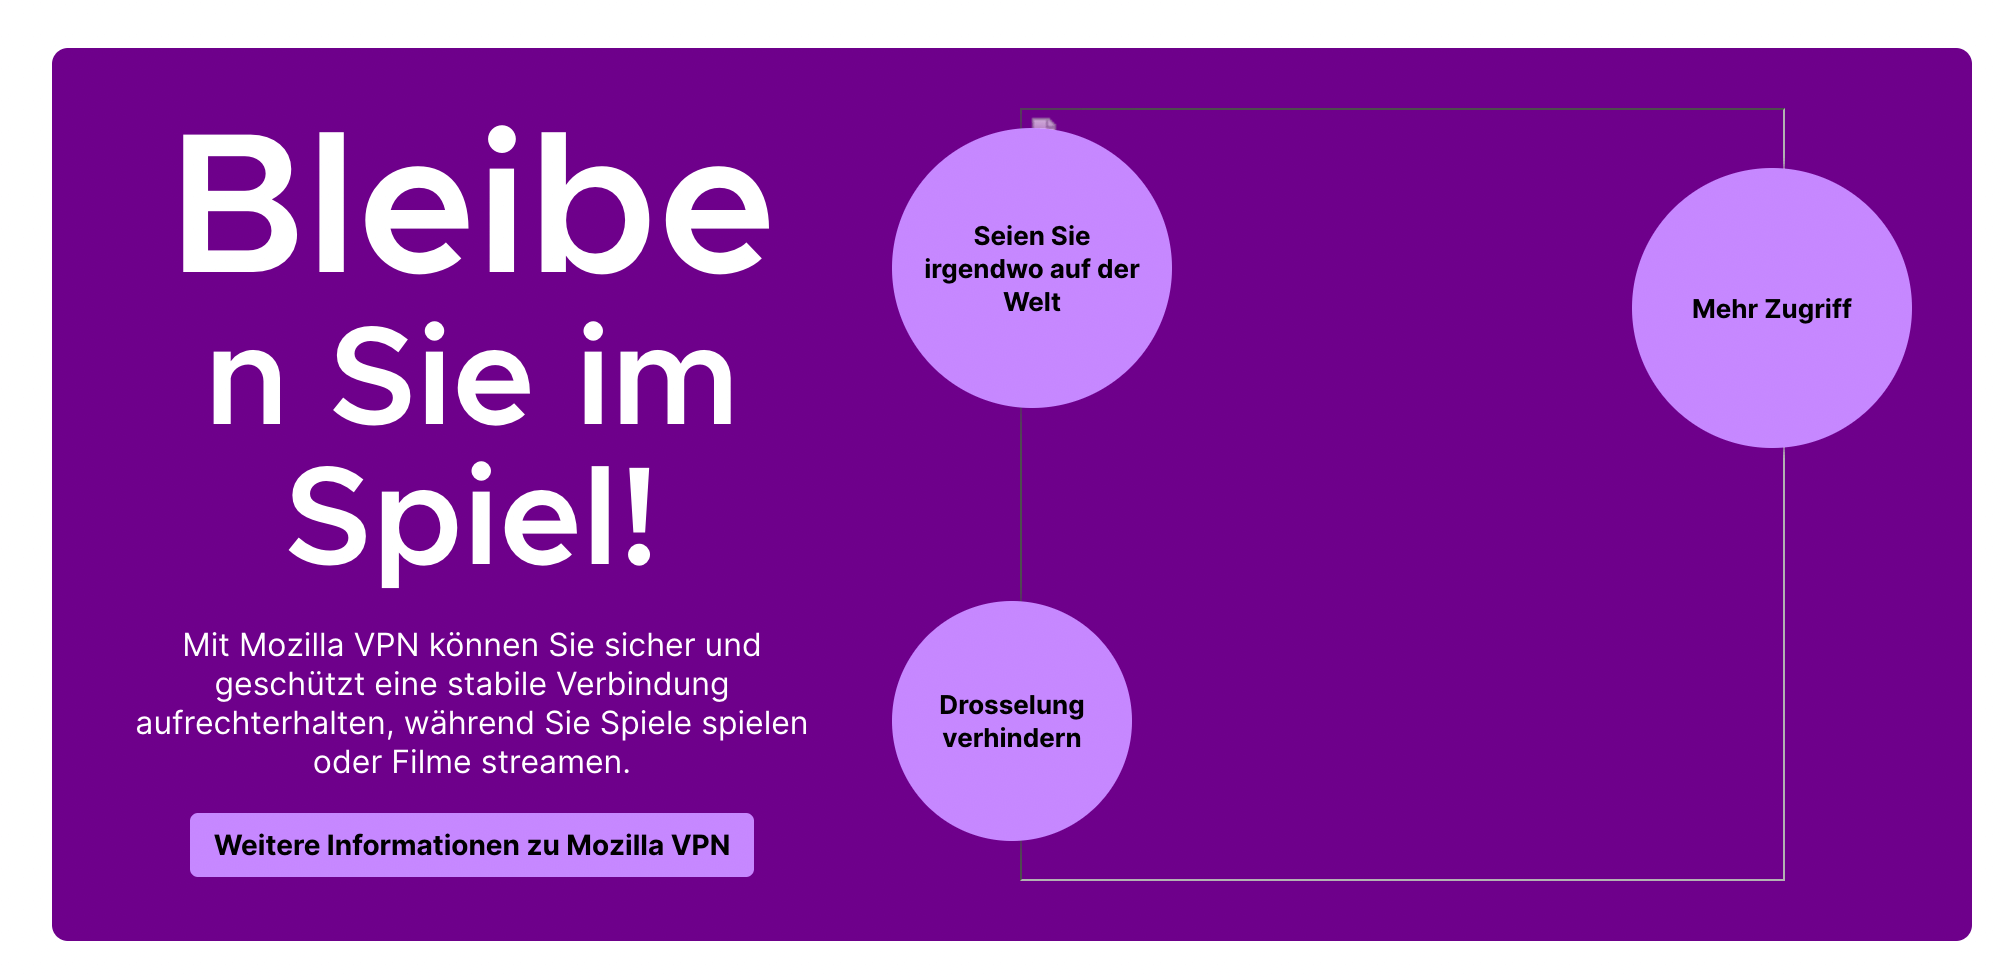 Bleibe
n Sie im
Spiel!
Mit Mozilla VPN können Sie sicher und
geschützt eine stabile Verbindung
aufrechterhalten, während Sie Spiele spielen
oder Filme streamen.
Weitere Informationen zu Mozilla VPN
Seien Sie
irgendwo auf der
Welt
Mehr Zugriff
Drosselung
verhindern